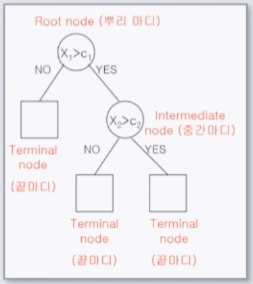 Root node (뿌리 마디)
X₁>c₁
NO YES
X₂>c₂
Intermediate
node (중간마디)
Terminal
node
(끝마디)
NO YES
Terminal
node
(끝마디)
Terminal
node
(끝마디)